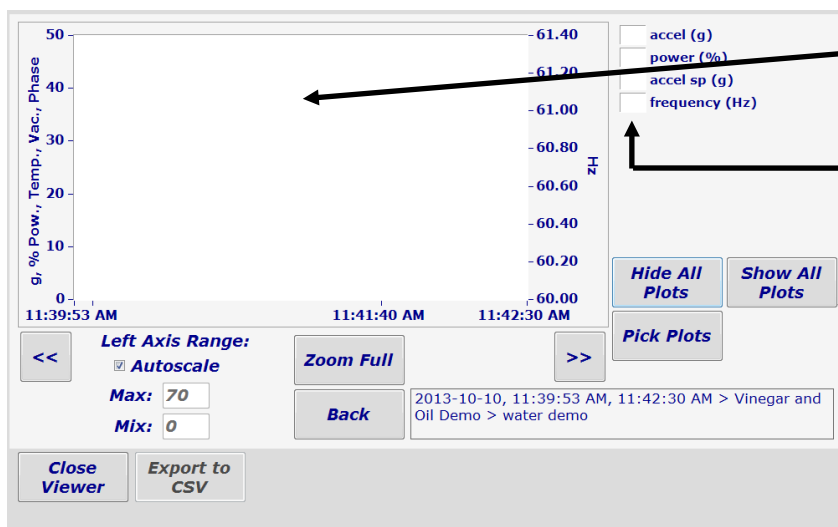 50
40
30
20
10
0
g, % Pow., Temp., Vac., Phase
61.40
61.20
61.00
60.80
60.60
60.40
60.20
60.00
Hz
11:39:53 AM 11:41:40 AM 11:42:30 AM
accel (g)
power (%)
accel sp (g)
frequency (Hz)
Hide All
Plots
Show All
Plots
Pick Plots
<<
Left Axis Range:
Autoscale
Max: 70
Mix: 0
Zoom Full
Back
>>
2013-10-10, 11:39:53 AM, 11:42:30 AM > Vinegar and
Oil Demo > water demo
Close
Viewer
Export to
CSV